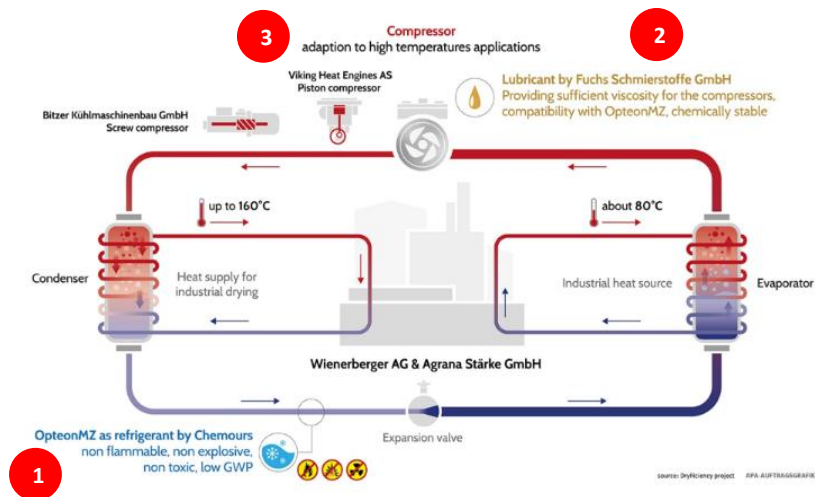 3
Compressor
adaption to high temperatures applications
2
Viking Heat Engines AS
Piston compressor
Bitzer Kühlmaschinenbau GmbH
Screw compressor
Lubricant by Fuchs Schmierstoffe GmbH
Providing sufficient viscosity for the compressors,
compatibility with OpteonMZ, chemically stable
up to 160°C
about 80°C
Condenser
Heat supply for
industrial drying
Industrial heat source
Evaporator
Wienerberger AG & Agrana Stärke GmbH
Expansion valve
OpteonMZ as refrigerant by Chemours
non flammable, non explosive,
non toxic, low GWP
1
source: DryFiciency project APA-AUFTRAGSGRAFIK